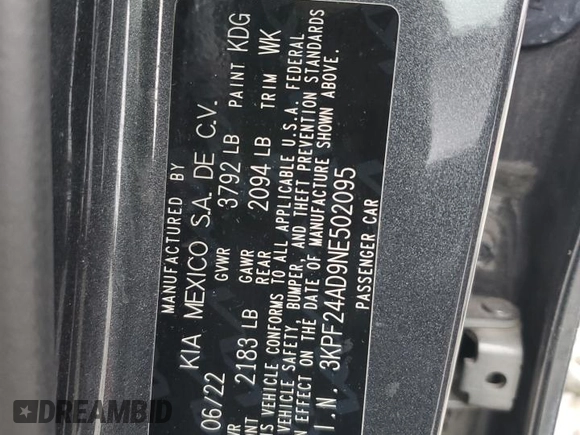 MANUFACTURED BY
KIA MEXICO S.A. DE C.V.
06/22 GVWR 3792 LB PAINT KDG
GAWR 2183 LB GAWR REAR 2094 LB TRIM WK
VEHICLE CONFORMS TO ALL APPLICABLE U.S.A. FEDERAL
VEHICLE SAFETY, BUMPER, AND THEFT PREVENTION STANDARDS
EFFECT ON THE DATE OF MANUFACTURE SHOWN ABOVE.
I.N. 3KPF24AD9NE502095
PASSENGER CAR
DREAMBID